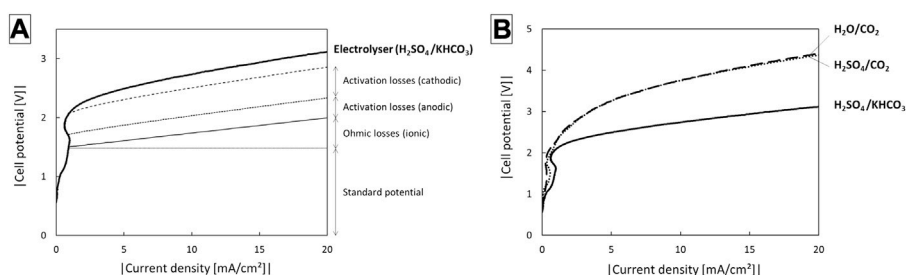 A
Electrolyser (H₂SO₄/KHCO₃)
Activation losses (cathodic)
Activation losses (anodic)
Ohmic losses (ionic)
Standard potential
|Cell potential [V]|
3
2
1
0
0 5 10 15 20
|Current density [mA/cm²]|
B
H₂O/CO₂
H₂SO₄/CO₂
H₂SO₄/KHCO₃
|Cell potential [V]|
5
4
3
2
1
0
0 5 10 15 20
|Current density [mA/cm²]|